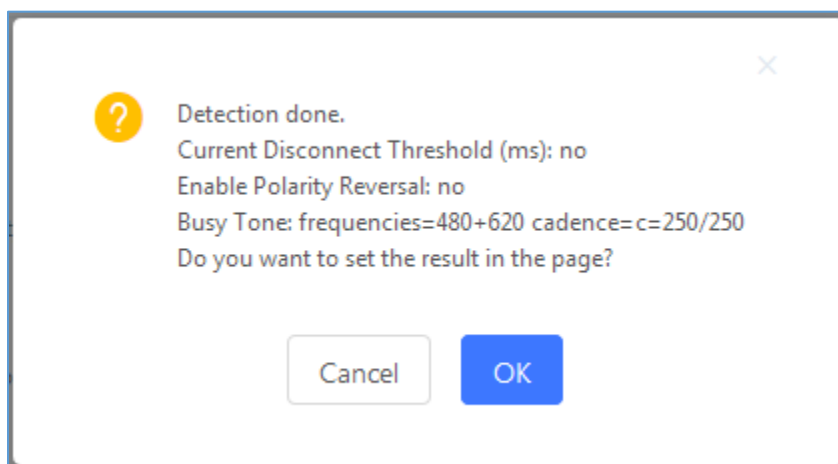 Detection done.
Current Disconnect Threshold (ms): no
Enable Polarity Reversal: no
Busy Tone: frequencies=480+620 cadence=c=250/250
Do you want to set the result in the page?
Cancel
OK